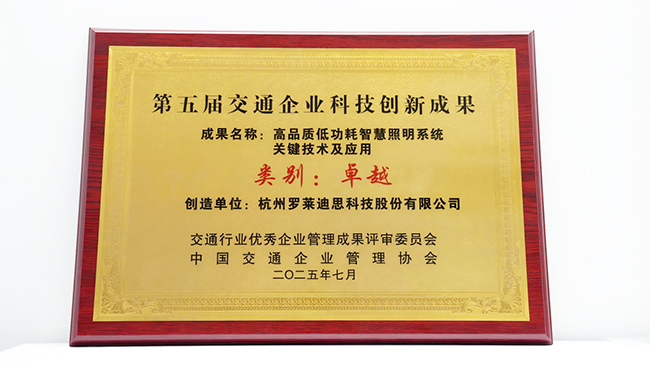 第五届交通企业科技创新成果
成果名称：高品质低功耗智慧照明系统
关键技术及应用
类别：卓越
创造单位：杭州罗莱迪思科技股份有限公司
交通行业优秀企业管理成果评审委员会
中国交通企业管理协会
二〇二五年七月